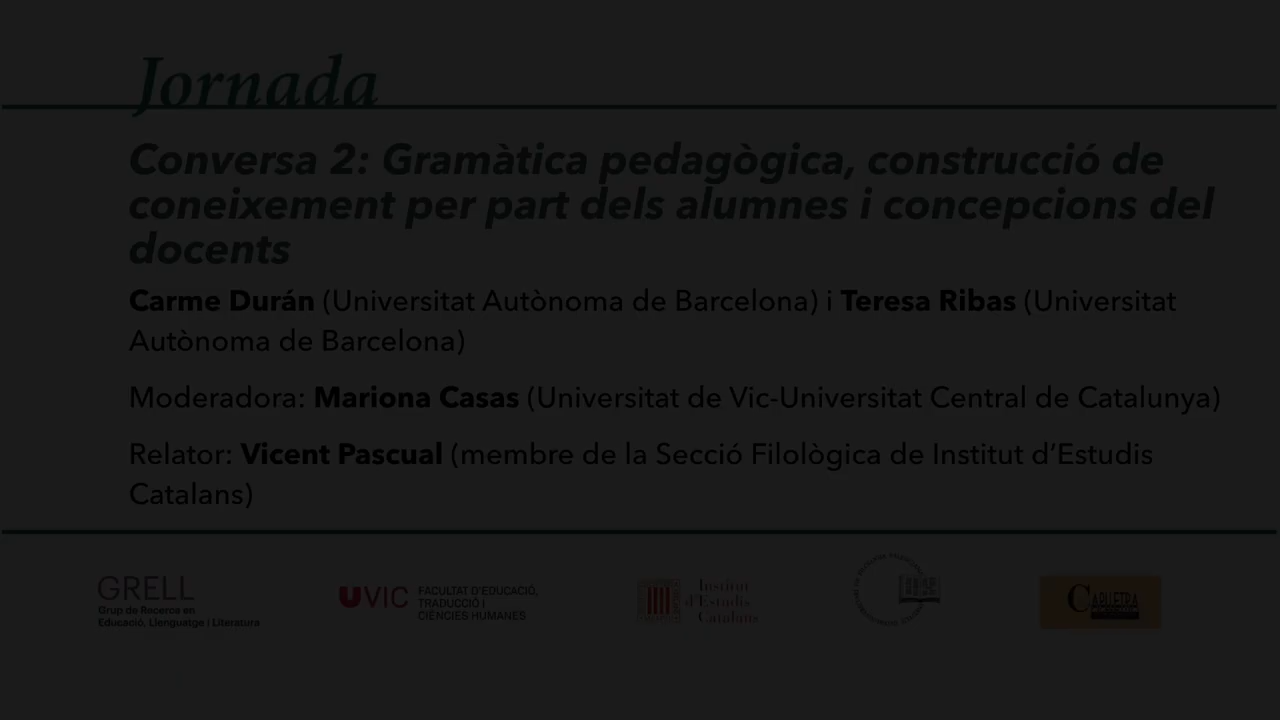 Jornada
Conversa 2: Gramàtica pedagògica, construcció de
coneixement per part dels alumnes i concepcions del
docents
Carme Durán (Universitat Autònoma de Barcelona) i Teresa Ribas (Universitat
Autònoma de Barcelona)
Moderadora: Mariona Casas (Universitat de Vic-Universitat Central de Catalunya)
Relator: Vicent Pascual (membre de la Secció Filològica de Institut d’Estudis
Catalans)
GRELL
Grup de Receros en
Educació, Llenguatge i Literatura
UVIC
FACULTAT D'EDUCACIÓ,
TRADUCCIÓ I
CIÈNCIES HUMANES
Institut
d'Estudis
Catalans
CAPLLETRA